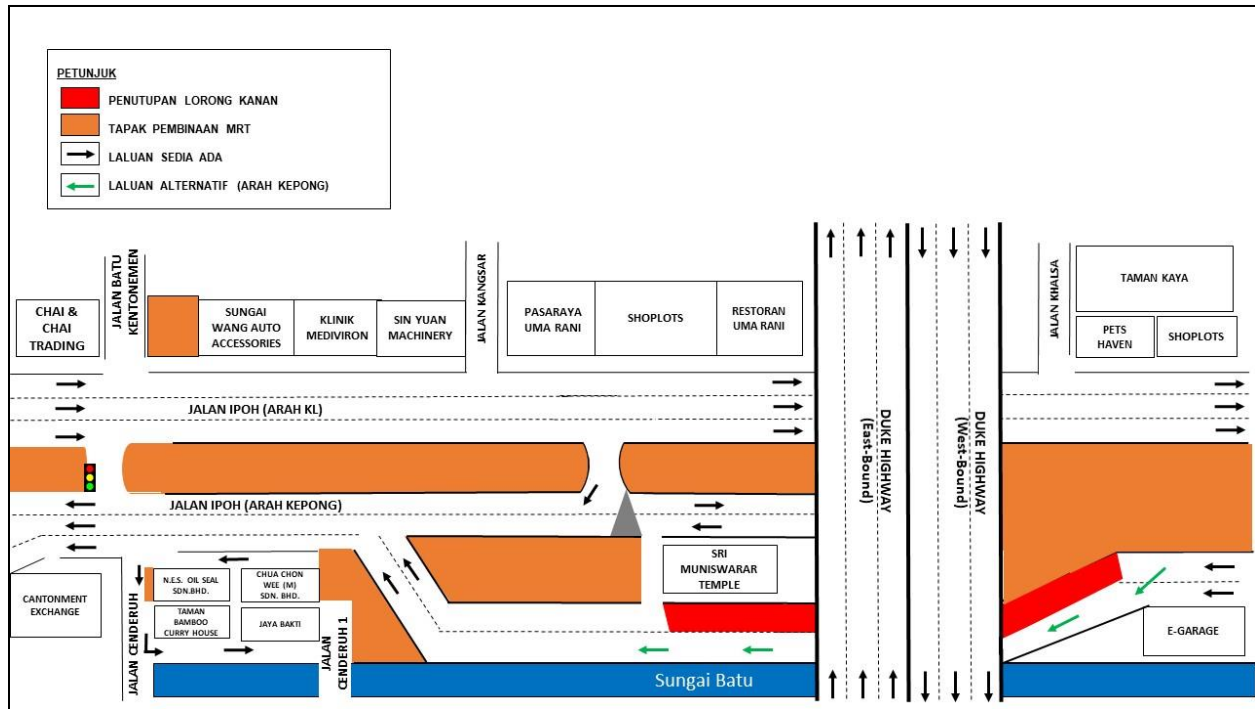 PETUNJUK
PENUTUPAN LORONG KANAN
TAPAK PEMBINAAN MRT
LALUAN SEDIA ADA
LALUAN ALTERNATIF (ARAH KEPONG)
CHAI &
CHAI
TRADING
JALAN BATU
KENTONEMEN
SUNGAI
WANG AUTO
ACCESSORIES
KLINIK
MEDIVIRON
SIN YUAN
MACHINERY
JALAN KANGSAR
PASARAYA
UMA RANI
SHOPLOTS
RESTORAN
UMA RANI
JALAN KHALSA
TAMAN KAYA
PETS
HAVEN
SHOPLOTS
JALAN IPOH (ARAH KL)
DUKE HIGHWAY
(East-Bound)
DUKE HIGHWAY
(West-Bound)
JALAN IPOH (ARAH KEPONG)
CANTONMENT
EXCHANGE
JALAN CENDERUH
N.E.S. OIL SEAL
SDN.BHD.
CHUA CHON
WEE (M)
SDN. BHD.
TAMAN
BAMBOO
CURRY HOUSE
JAYA BAKTI
JALAN
CENDERUH 1
SRI
MUNISWARAR
TEMPLE
E-GARAGE
Sungai Batu